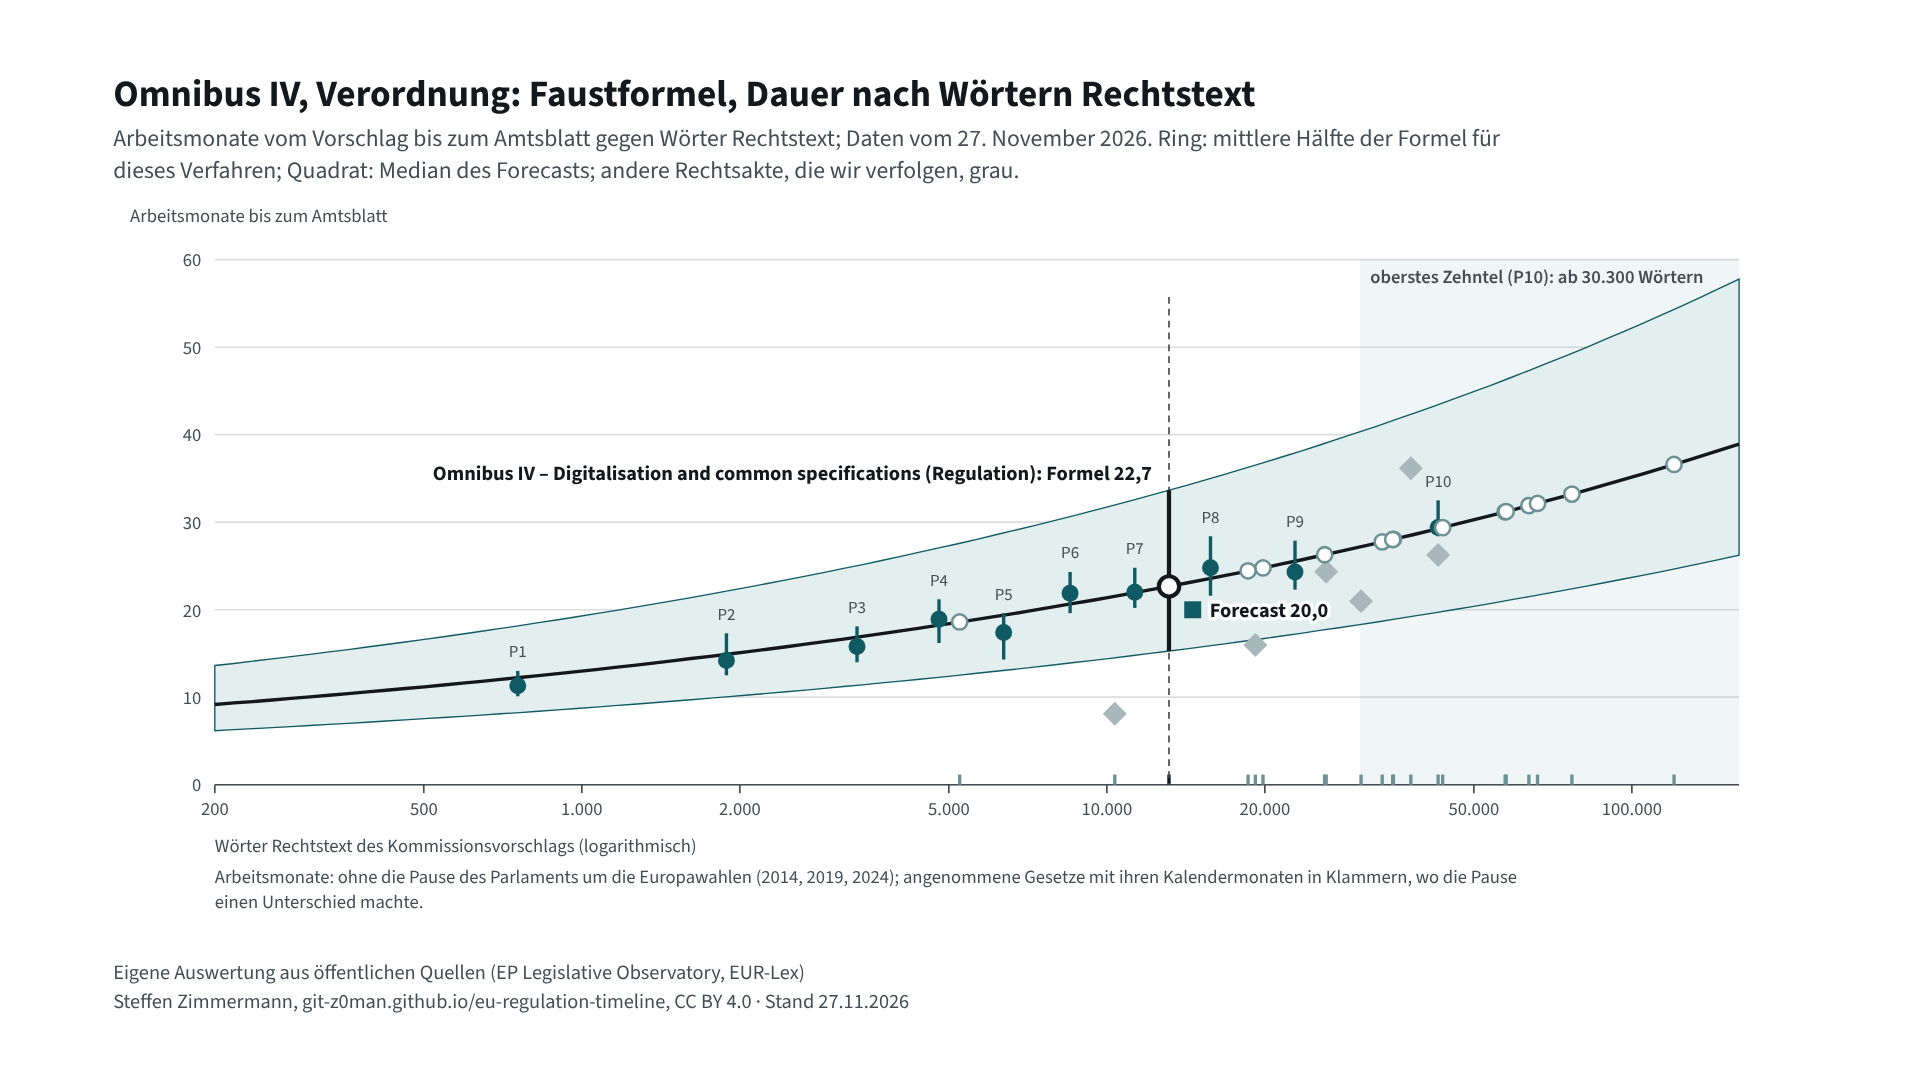 Omnibus IV, Verordnung: Faustformel, Dauer nach Wörtern Rechtstext
Arbeitsmonate vom Vorschlag bis zum Amtsblatt gegen Wörter Rechtstext; Daten vom 27. November 2026. Ring: mittlere Hälfte der Formel für
dieses Verfahren; Quadrat: Median des Forecasts; andere Rechtsakte, die wir verfolgen, grau.
Arbeitsmonate bis zum Amtsblatt
60
oberstes Zehntel (P10): ab 30.300 Wörtern
50
40
Omnibus IV – Digitalisation and common specifications (Regulation): Formel 22,7
P10
30
P8
P9
P7
P6
P4
P5
P3
P2
20
Forecast 20,0
P1
10
0
200
500
1.000
2.000
5.000
10.000
20.000
50.000
100.000
Wörter Rechtstext des Kommissionsvorschlags (logarithmisch)
Arbeitsmonate: ohne die Pause des Parlaments um die Europawahlen (2014, 2019, 2024); angenommene Gesetze mit ihren Kalendermonaten in Klammern, wo die Pause
einen Unterschied machte.
Eigene Auswertung aus öffentlichen Quellen (EP Legislative Observatory, EUR-Lex)
Steffen Zimmermann, git-z0man.github.io/eu-regulation-timeline, CC BY 4.0 · Stand 27.11.2026